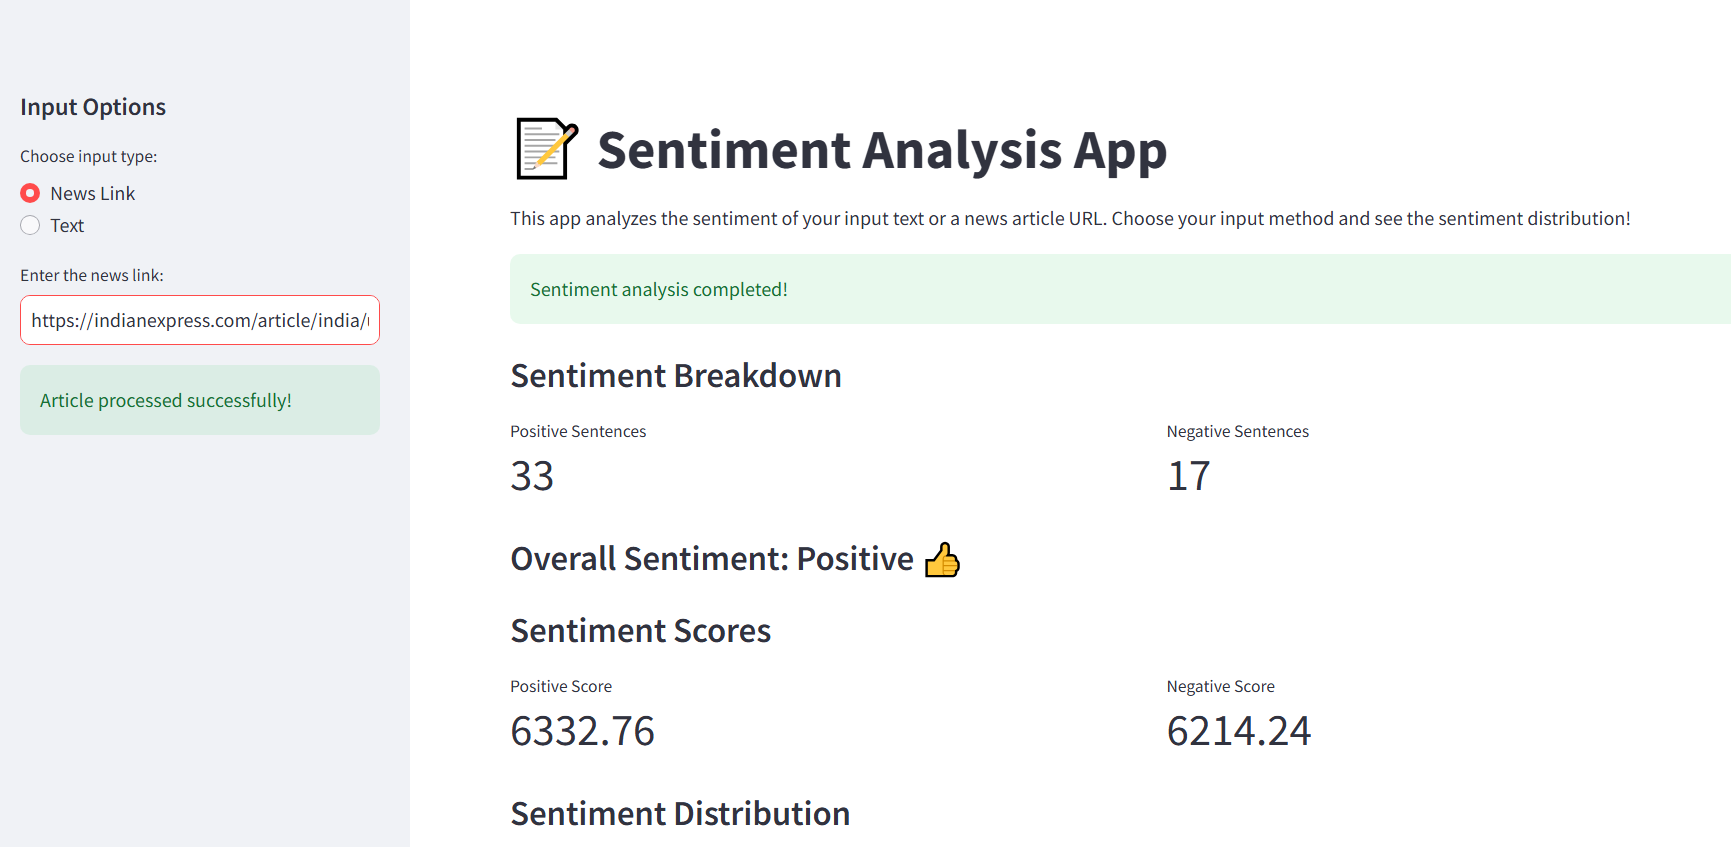 Input Options
Choose input type:
News Link
Text
Enter the news link:
https://indianexpress.com/article/india/
Article processed successfully!
Sentiment Analysis App
This app analyzes the sentiment of your input text or a news article URL. Choose your input method and see the sentiment distribution!
Sentiment analysis completed!
Sentiment Breakdown
Positive Sentences
Negative Sentences
33
17
Overall Sentiment: Positive 👍
Sentiment Scores
Positive Score
Negative Score
6332.76
6214.24
Sentiment Distribution